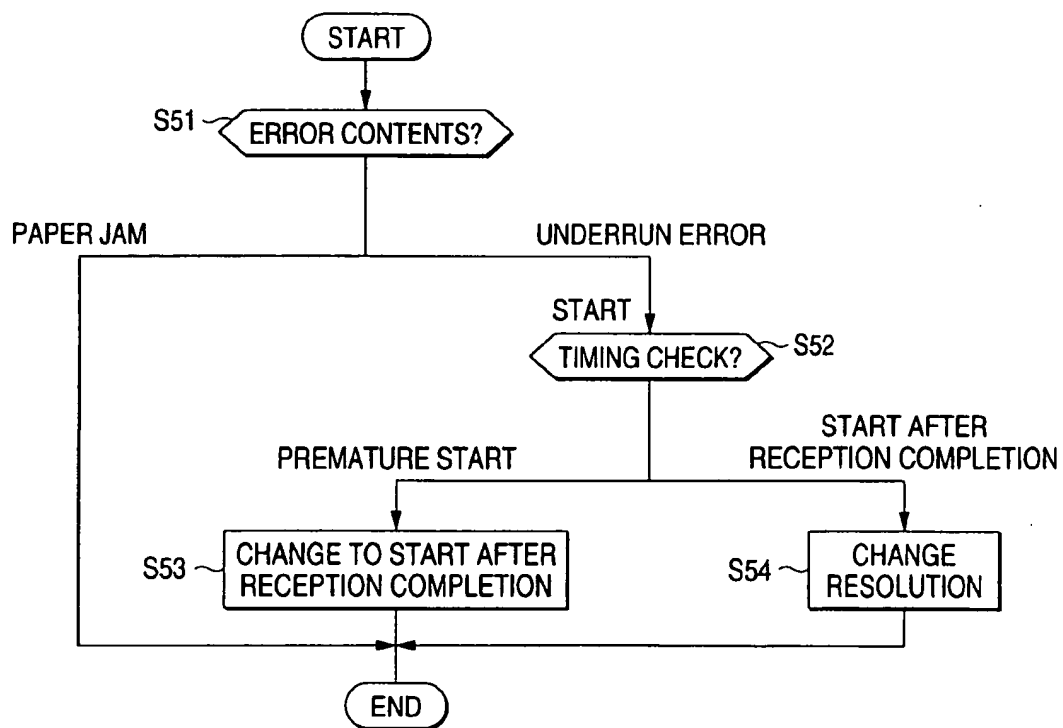 START
S51
ERROR CONTENTS?
PAPER JAM
UNDERRUN ERROR
START
TIMING CHECK?
S52
PREMATURE START
START AFTER
RECEPTION COMPLETION
S53
CHANGE TO START AFTER
RECEPTION COMPLETION
S54
CHANGE
RESOLUTION
END